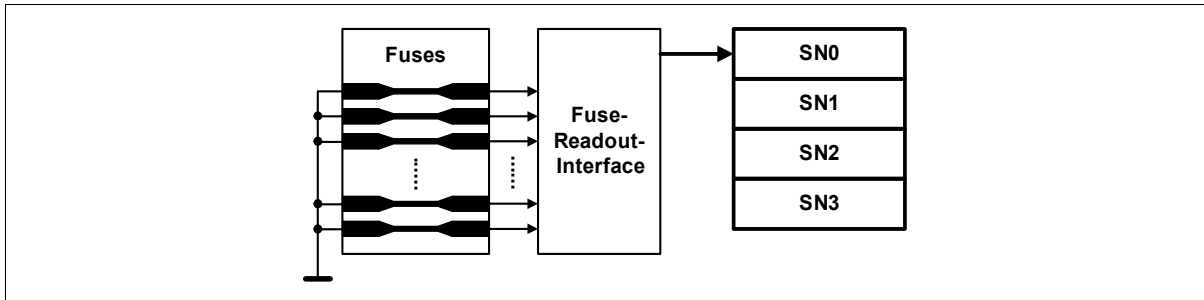 Fuses
Fuse-
Readout-
Interface
SN0
SN1
SN2
SN3